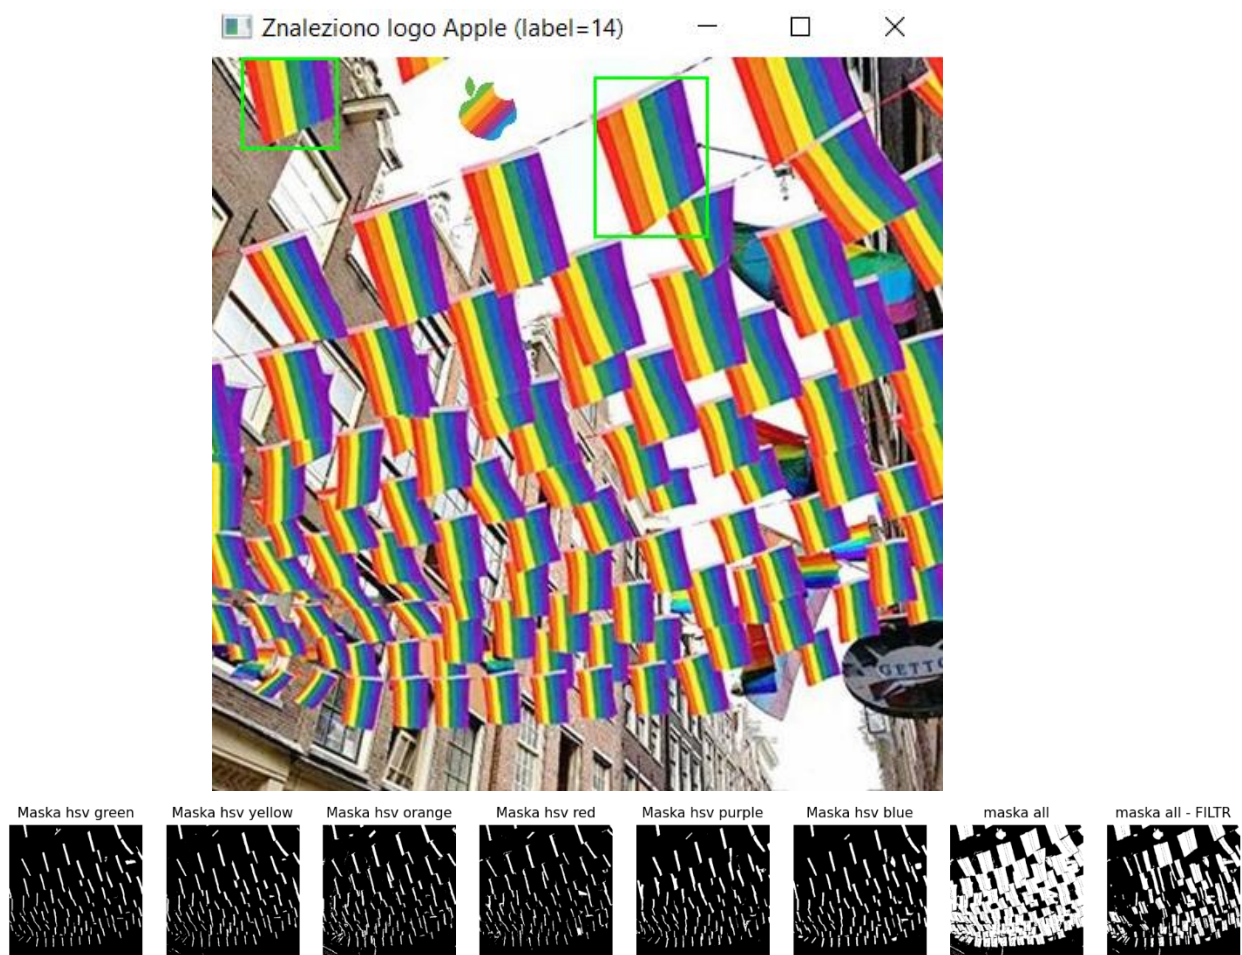 Znaleziono logo Apple (label=14)
GETTO
Maska hsv green
Maska hsv yellow
Maska hsv orange
Maska hsv red
Maska hsv purple
Maska hsv blue
maska all
maska all - FILTR